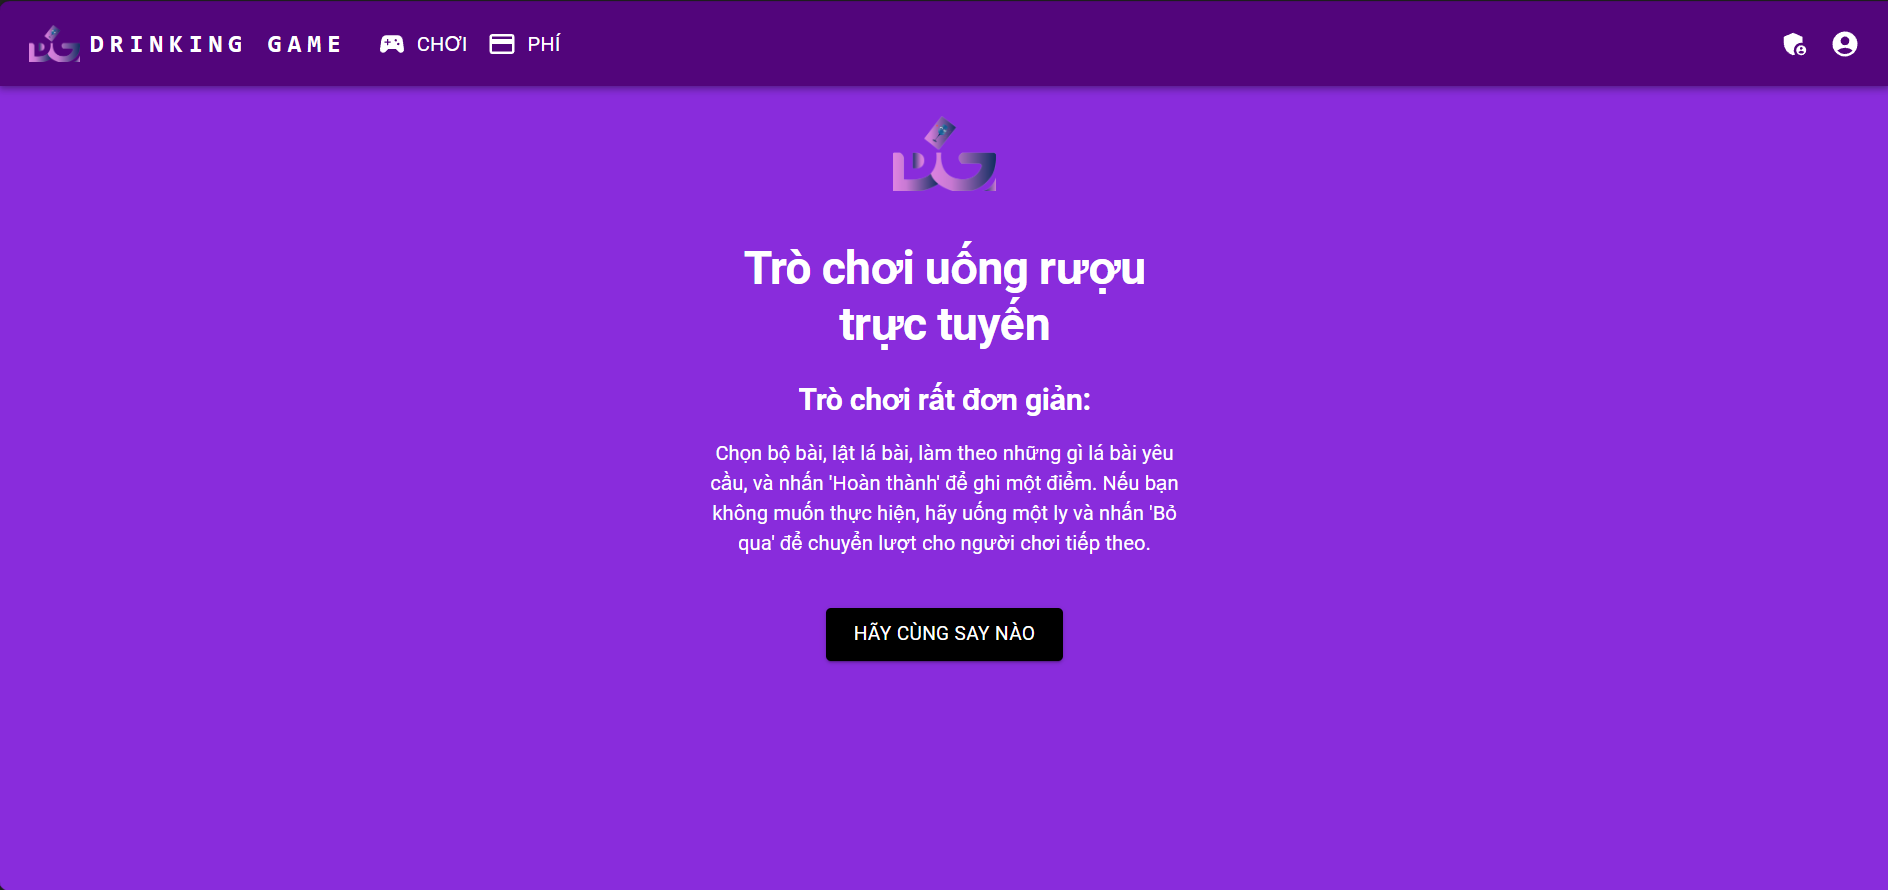 DRINKING GAME
CHƠI
PHÍ
Trò chơi uống rượu
trực tuyến
Trò chơi rất đơn giản:
Chọn bộ bài, lật lá bài, làm theo những gì lá bài yêu
cầu, và nhấn 'Hoàn thành' để ghi một điểm. Nếu bạn
không muốn thực hiện, hãy uống một ly và nhấn 'Bỏ
qua' để chuyển lượt cho người chơi tiếp theo.
HÃY CÙNG SAY NÀO